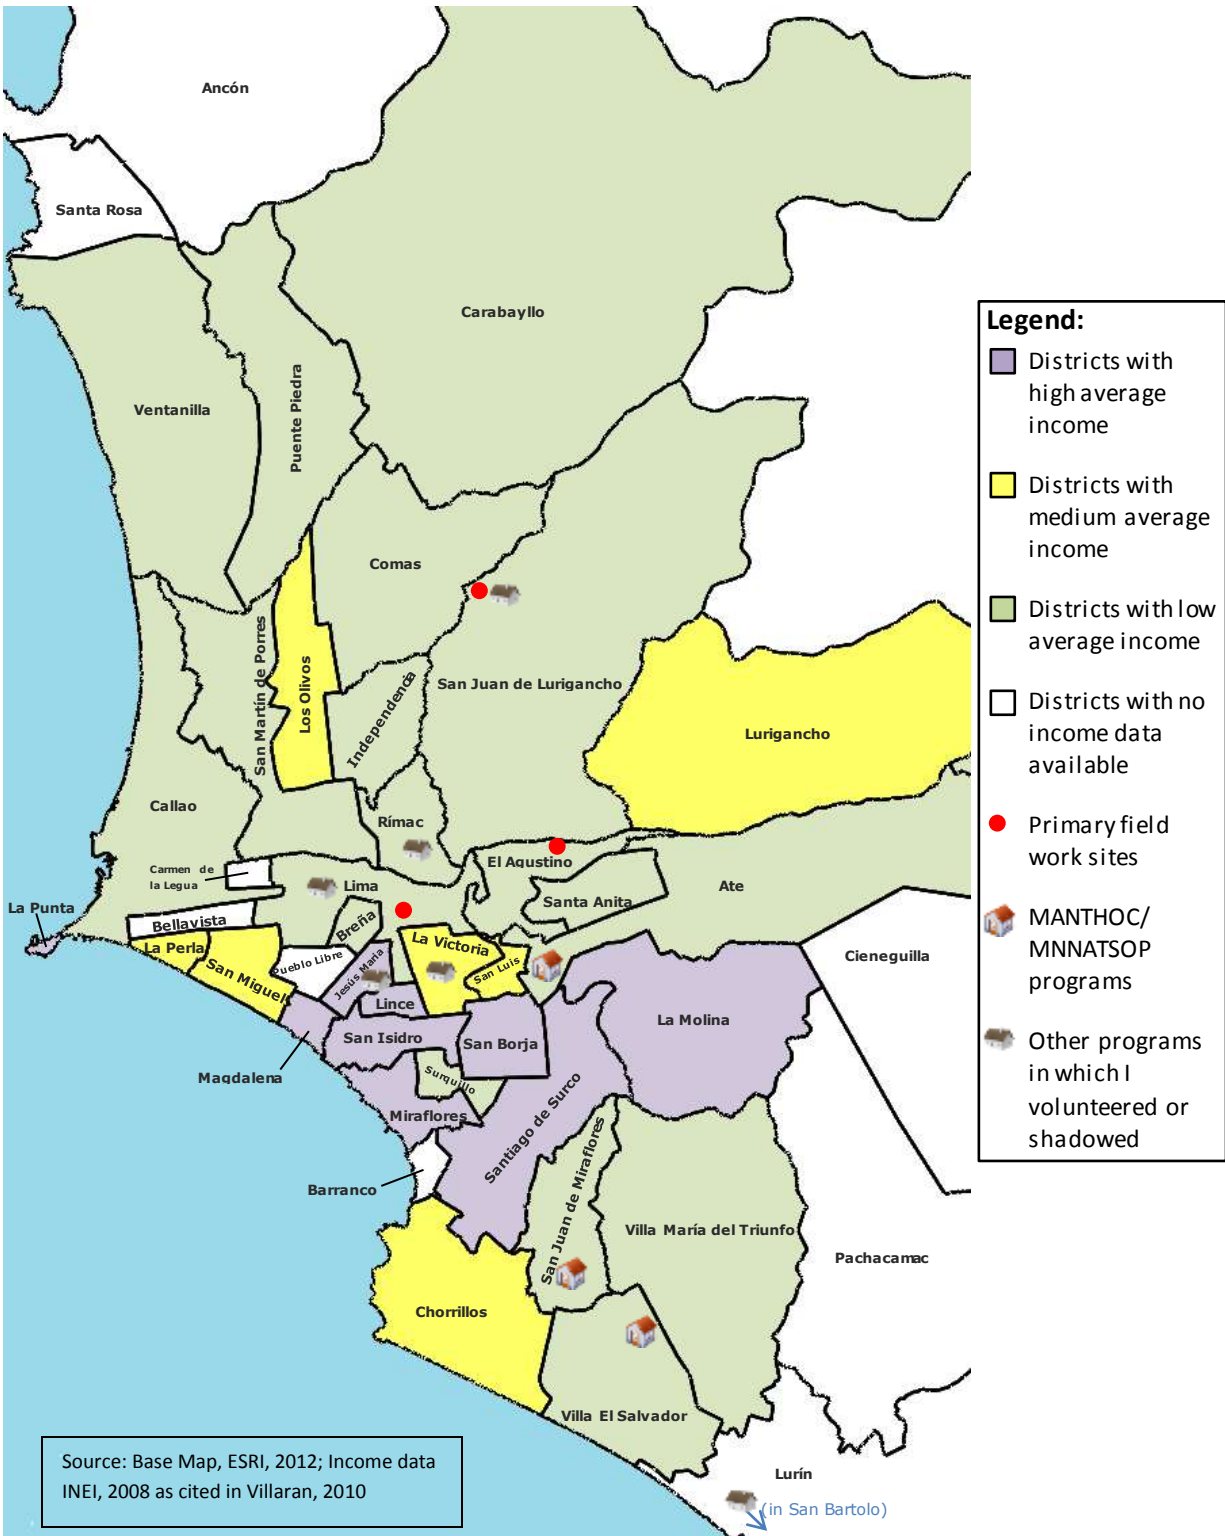 Ancón
Santa Rosa
Carabayllo
Ventanilla
Puente Piedra
Comas
San Martín de Porres
Los Olivos
Independencia
San Juan de Lurigancho
Lurigancho
Callao
Rímac
El Agustino
Carmen de
la Legua
Lima
Ate
Santa Anita
La Punta
Bellavista
Breña
La Perla
La Victoria
Pueblo Libre
San Miguel
Jesús María
San Luis
Cieneguilla
Lince
La Molina
San Isidro
San Borja
Magdalena
Surquillo
Miraflores
Santiago de Surco
Barranco
San Juan de Miraflores
Villa María del Triunfo
Pachacamac
Chorrillos
Villa El Salvador
Lurín
(in San Bartolo)
Legend:
Districts with
high average
income
Districts with
medium average
income
Districts with low
average income
Districts with no
income data
available
Primary field
work sites
MANTHOC/
MNNATSOP
programs
Other programs
in which I
volunteered or
shadowed
Source: Base Map, ESRI, 2012; Income data
INEI, 2008 as cited in Villaran, 2010